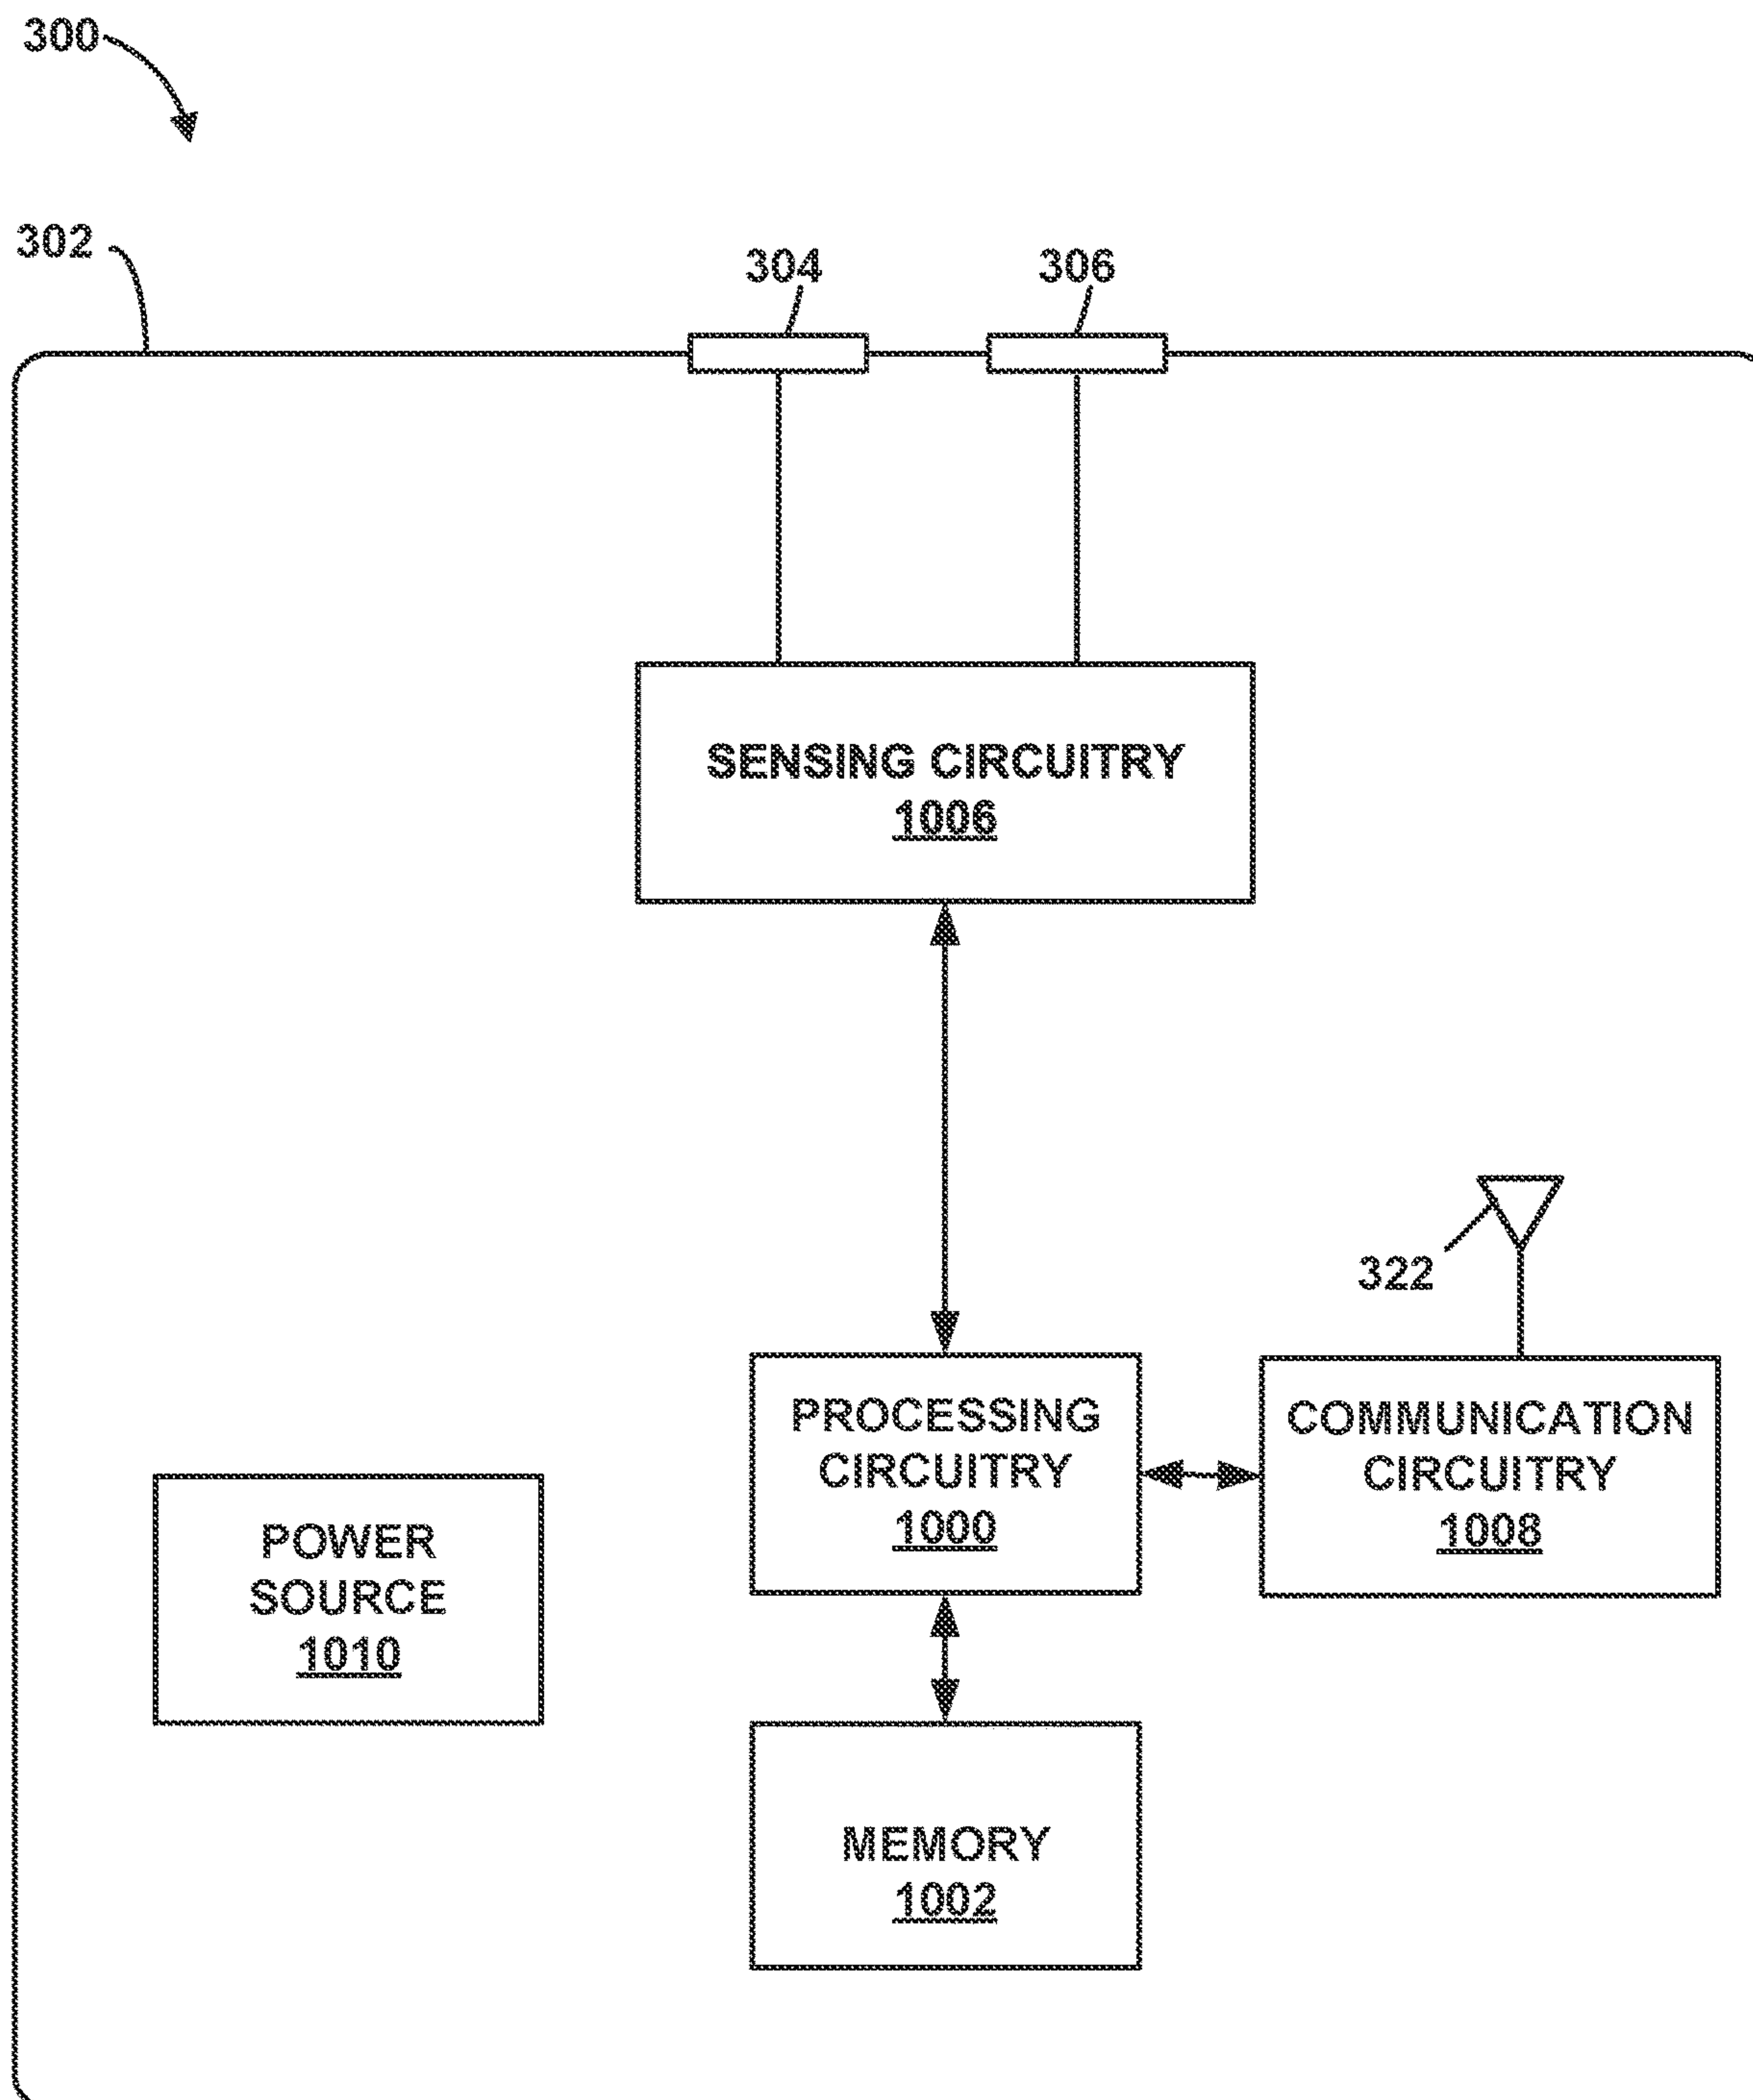 300
302
304
306
SENSING CIRCUITRY
1006
322
PROCESSING
CIRCUITRY
1000
COMMUNICATION
CIRCUITRY
1008
POWER
SOURCE
1010
MEMORY
1002